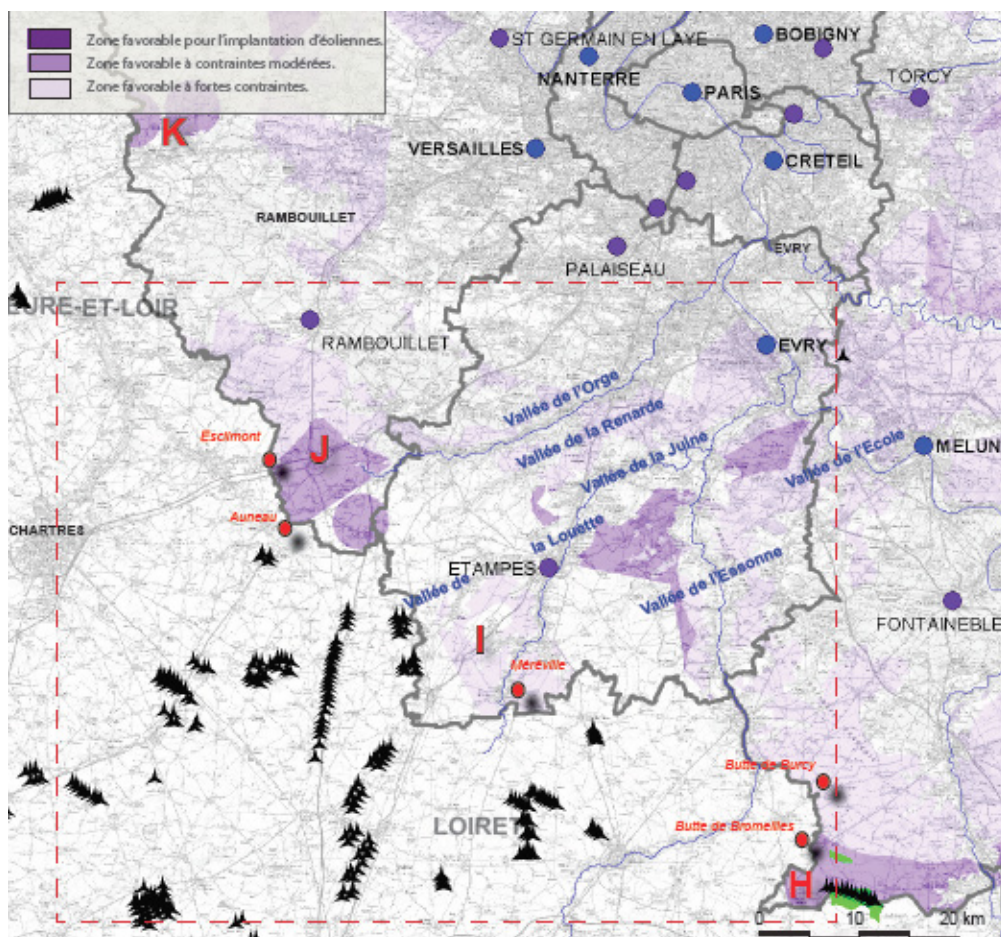 Zone favorable pour l'implantation d'éoliennes.
Zone favorable à contraintes modérées.
Zone favorable à fortes contraintes.
ST GERMAIN EN LAYE
BOBIGNY
NANTERRE
TORCY
PARIS
K
VERSAILLES
CRETEIL
RAMBOUILLET
EVRY
PALAISEAU
EURE-ET-LOIR
RAMBOUILLET
EVRY
Vallée de l'Orge
Esclimont
J
Vallée de la Renarde
Vallée de la Juine
Vallée de l'Ecole
MELUN
Auneau
CHARTRES
la Louette
ETAMPES
Vallée de
Vallée de l'Essonne
FONTAINEBLE
I
Méréville
Butte de Burcy
LOIRET
Butte de Bromeilles
H
0 10 20 km